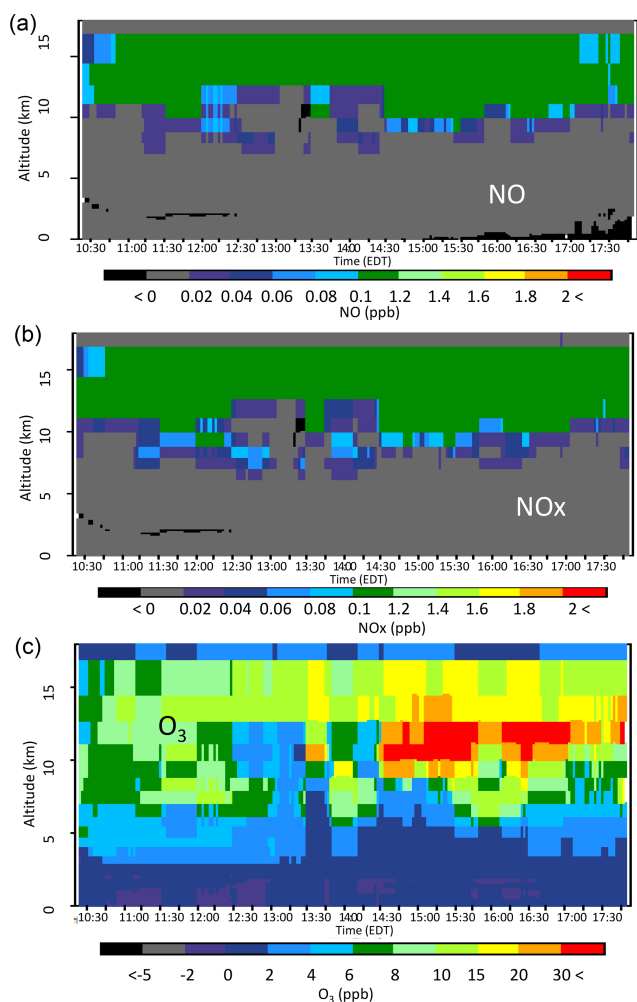 (a)
15
10
5
0
Altitude (km)
NO
10:30 11:00 11:30 12:00 12:30 13:00 13:30 14:00 14:30 15:00 15:30 16:00 16:30 17:00 17:30
Time (EDT)
< 0 0.02 0.04 0.06 0.08 0.1 1.2 1.4 1.6 1.8 2 <
NO (ppb)
(b)
15
10
5
0
Altitude (km)
NOx
10:30 11:00 11:30 12:00 12:30 13:00 13:30 14:00 14:30 15:00 15:30 16:00 16:30 17:00 17:30
Time (EDT)
< 0 0.02 0.04 0.06 0.08 0.1 1.2 1.4 1.6 1.8 2 <
NOx (ppb)
(c)
15
10
5
0
Altitude (km)
O3
10:30 11:00 11:30 12:00 12:30 13:00 13:30 14:00 14:30 15:00 15:30 16:00 16:30 17:00 17:30
Time (EDT)
<-5 -2 0 2 4 6 8 10 15 20 30 <
O3 (ppb)